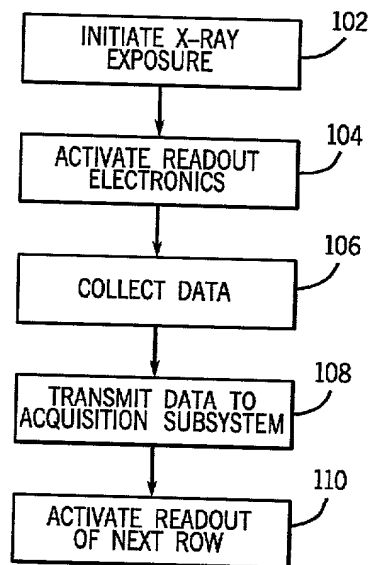 INITIATE X-RAY
EXPOSURE
102
ACTIVATE READOUT
ELECTRONICS
104
COLLECT DATA
106
TRANSMIT DATA TO
ACQUISITION SUBSYSTEM
108
ACTIVATE READOUT
OF NEXT ROW
110